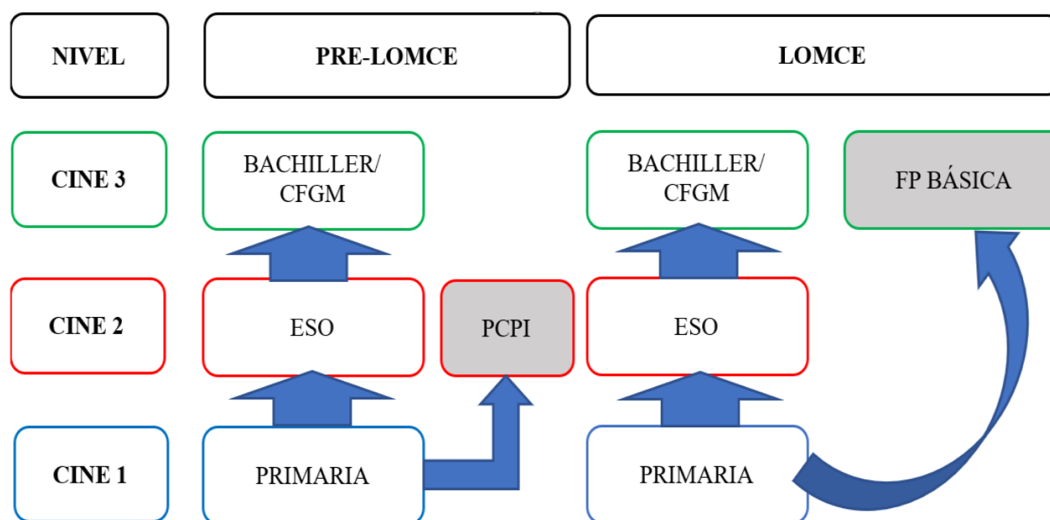 NIVEL
PRE-LOMCE
LOMCE
CINE 3
BACHILLER/
CFGM
BACHILLER/
CFGM
FP BÁSICA
CINE 2
ESO
PCPI
ESO
CINE 1
PRIMARIA
PRIMARIA